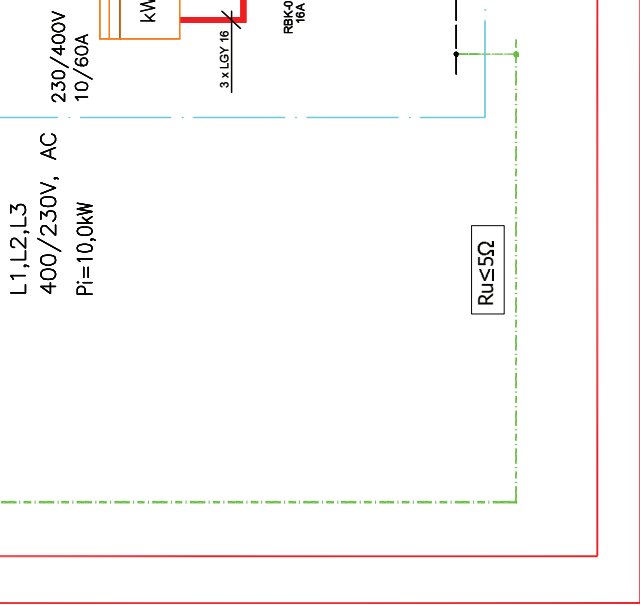 L1,L2,L3
400/230V, AC
Pi=10,0kW
230/400V
10/60A
kW
3 x LGY 16
RBK-0
16A
Ru≤5Ω